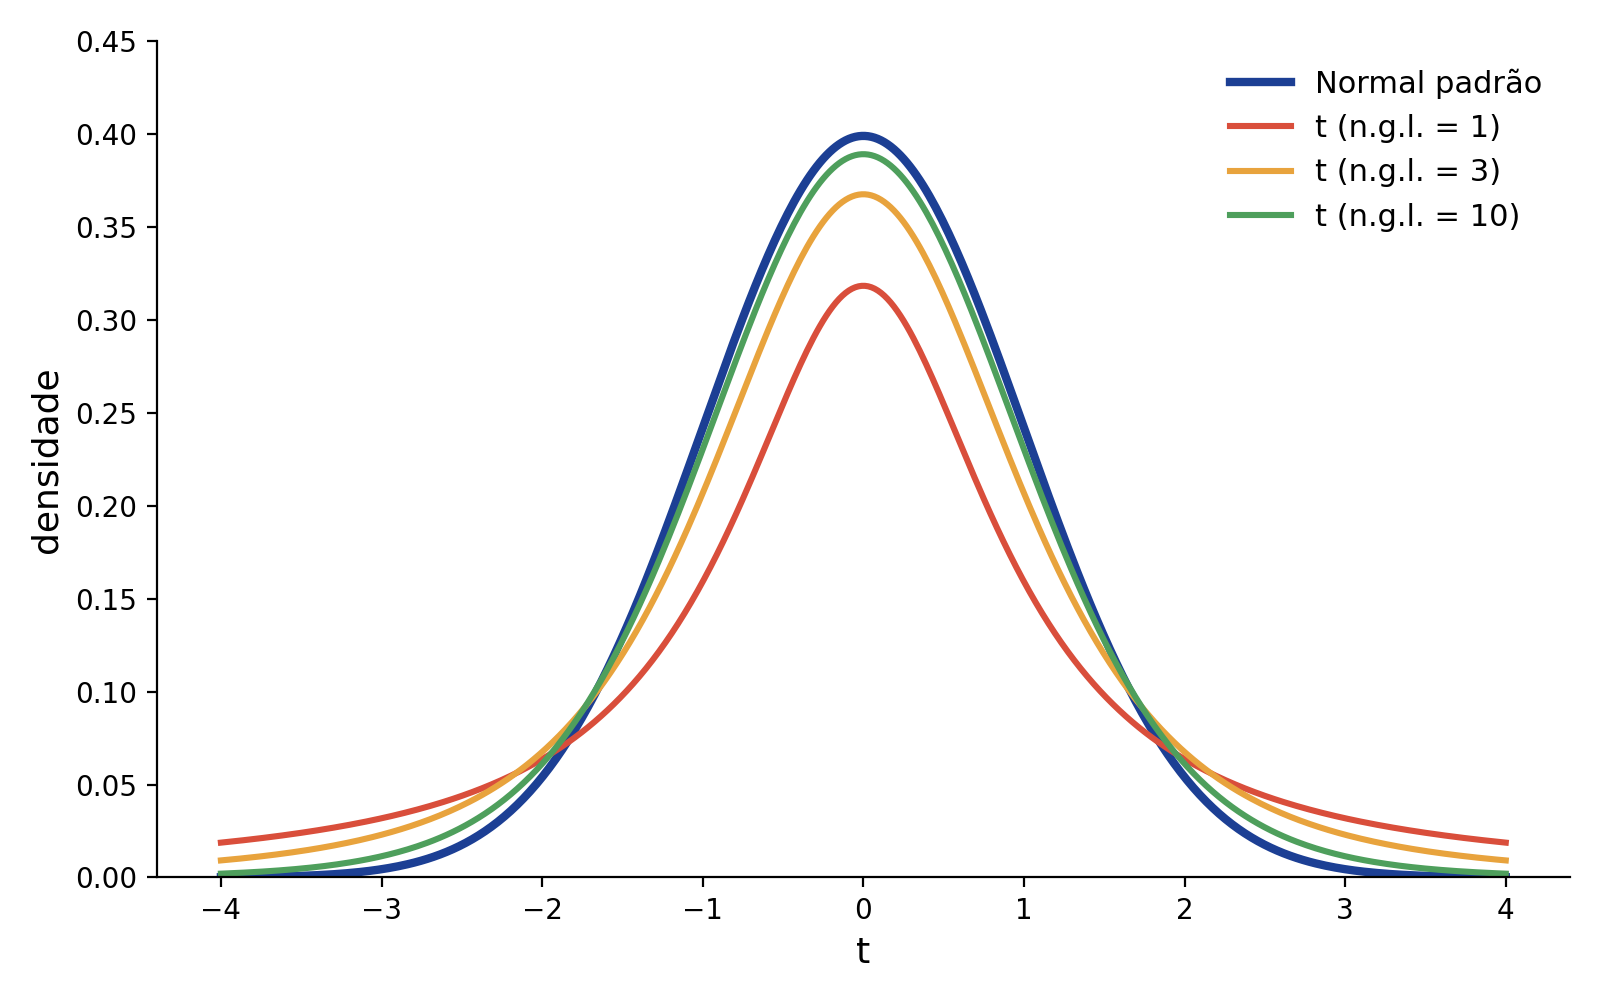 Normal padrão
t (n.g.l. = 1)
t (n.g.l. = 3)
t (n.g.l. = 10)
densidade
0.45
0.40
0.35
0.30
0.25
0.20
0.15
0.10
0.05
0.00
−4 −3 −2 −1 0 1 2 3 4
t